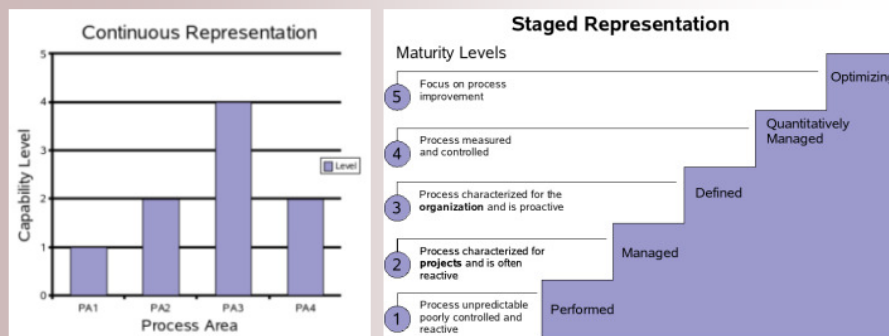 Continuous Representation
5
4
3
2
1
0
Capability Level
PA1 PA2 PA3 PA4
Process Area
Level
Staged Representation
Maturity Levels
5
Focus on process
improvement
Optimizing
4
Process measured
and controlled
Quantitatively
Managed
3
Process characterized for the
organization and is proactive
Defined
2
Process characterized for
projects and is often
reactive
Managed
1
Process unpredictable
poorly controlled and
reactive
Performed